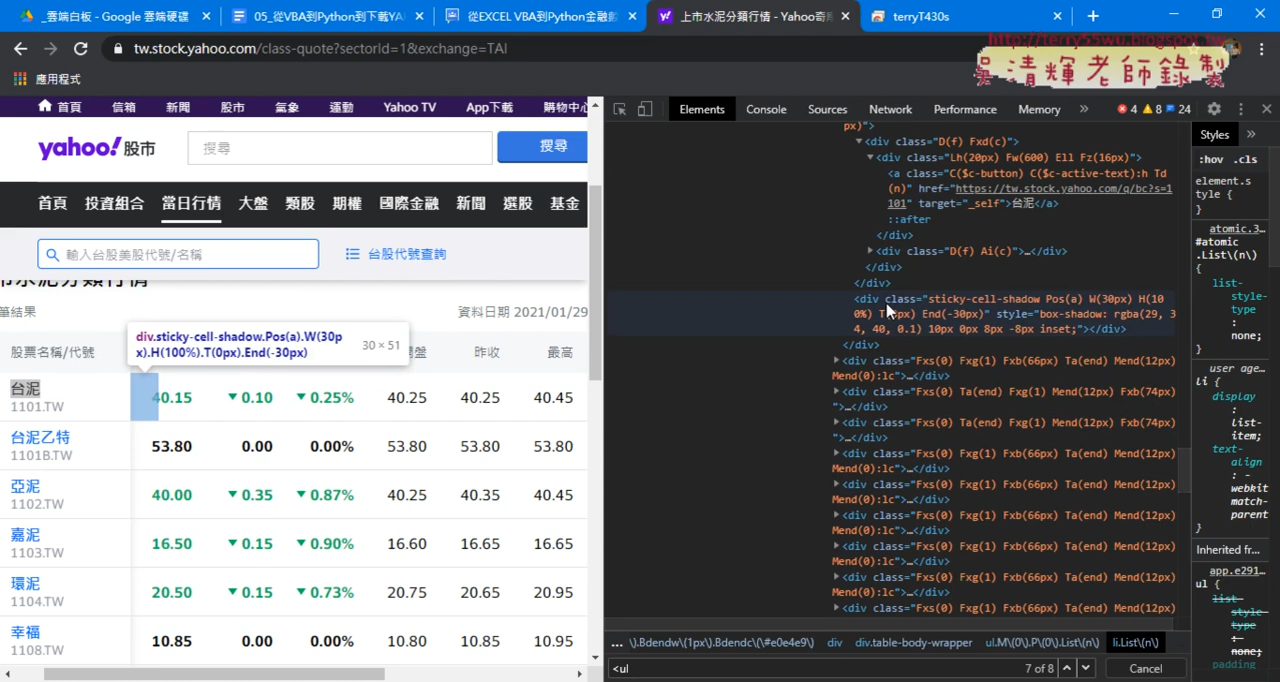 _雲端白板 - Google 雲端硬碟
05_從VBA到Python到下載YA
從EXCEL VBA到Python金融
上市水泥分類行情 - Yahoo奇
terryT430s
tw.stock.yahoo.com/class-quote?sectorId=1&exchange=TAI
http://terry55wu.blogspot.tw
吳清輝老師錄製
應用程式
首頁 信箱 新聞 股市 氣象 運動 Yahoo TV App下載 購物中心
yahoo!股市
搜尋
搜尋
首頁 投資組合 當日行情 大盤 類股 期權 國際金融 新聞 選股 基金
輸入台股美股代號/名稱
台股代號查詢
市水泥分類行情
筆結果
資料日期 2021/01/29
div.sticky-cell-shadow.Pos(a).W(30p
x).H(100%).T(0px).End(-30px)
30 × 51
股票名稱/代號 盤 昨收 最高
台泥
1101.TW
40.15 0.10 0.25% 40.25 40.25 40.45
台泥乙特
1101B.TW
53.80 0.00 0.00% 53.80 53.80 53.80
亞泥
1102.TW
40.00 0.35 0.87% 40.25 40.35 40.45
嘉泥
1103.TW
16.50 0.15 0.90% 16.60 16.65 16.65
環泥
1104.TW
20.50 0.15 0.73% 20.75 20.65 20.95
幸福
1108.TW
10.85 0.00 0.00% 10.80 10.85 10.95
Elements Console Sources Network Performance Memory » 4 8 24
px)">
<div class="D(f) Fxd(c)">
<div class="Lh(20px) Fw(600) Ell Fz(16px)">
<a class="C($c-button) C($c-active-text):h Td
(n)" href="https://tw.stock.yahoo.com/q/bc?s=1
101" target="_self">台泥</a>
::after
</div>
<div class="D(f) Ai(c)">…</div>
</div>
</div>
<div class="sticky-cell-shadow Pos(a) W(30px) H(10
0%) T(0px) End(-30px)" style="box-shadow: rgba(29, 3
4, 40, 0.1) 10px 0px 8px -8px inset;"></div>
</div>
<div class="Fxs(0) Fxg(1) Fxb(66px) Ta(end) Mend(12px)
Mend(0):lc">…</div>
<div class="Fxs(0) Ta(end) Fxg(1) Mend(12px) Fxb(74px)
">…</div>
<div class="Fxs(0) Ta(end) Fxg(1) Mend(12px) Fxb(74px)
">…</div>
<div class="Fxs(0) Fxg(1) Fxb(66px) Ta(end) Mend(12px)
Mend(0):lc">…</div>
<div class="Fxs(0) Fxg(1) Fxb(66px) Ta(end) Mend(12px)
Mend(0):lc">…</div>
<div class="Fxs(0) Fxg(1) Fxb(66px) Ta(end) Mend(12px)
Mend(0):lc">…</div>
<div class="Fxs(0) Fxg(1) Fxb(66px) Ta(end) Mend(12px)
Mend(0):lc">…</div>
<div class="Fxs(0) Fxg(1) Fxb(66px) Ta(end) Mend(12px)
Mend(0):lc">…</div>
<div class="Fxs(0) Fxg(1) Fxb(66px) Ta(end) Mend(12px)
... \).Bdendw\(1px\).Bdendc\(\#e0e4e9\) div div.table-body-wrapper ul.M\(0\).P\(0\).List\(n\) li.List\(n\)
<ul
7 of 8
Cancel
Styles »
:hov .cls
element.s
tyle {
}
atomic.3…
#atomic
.List\(n\)
{
list-
style-
type
:
none;
}
user age…
li {
display
:
list-
item;
text-
align
: -
webkit
match-
parent
}
Inherited fr…
app.e291…
ul {
list-
style-
type
:
none;
padding